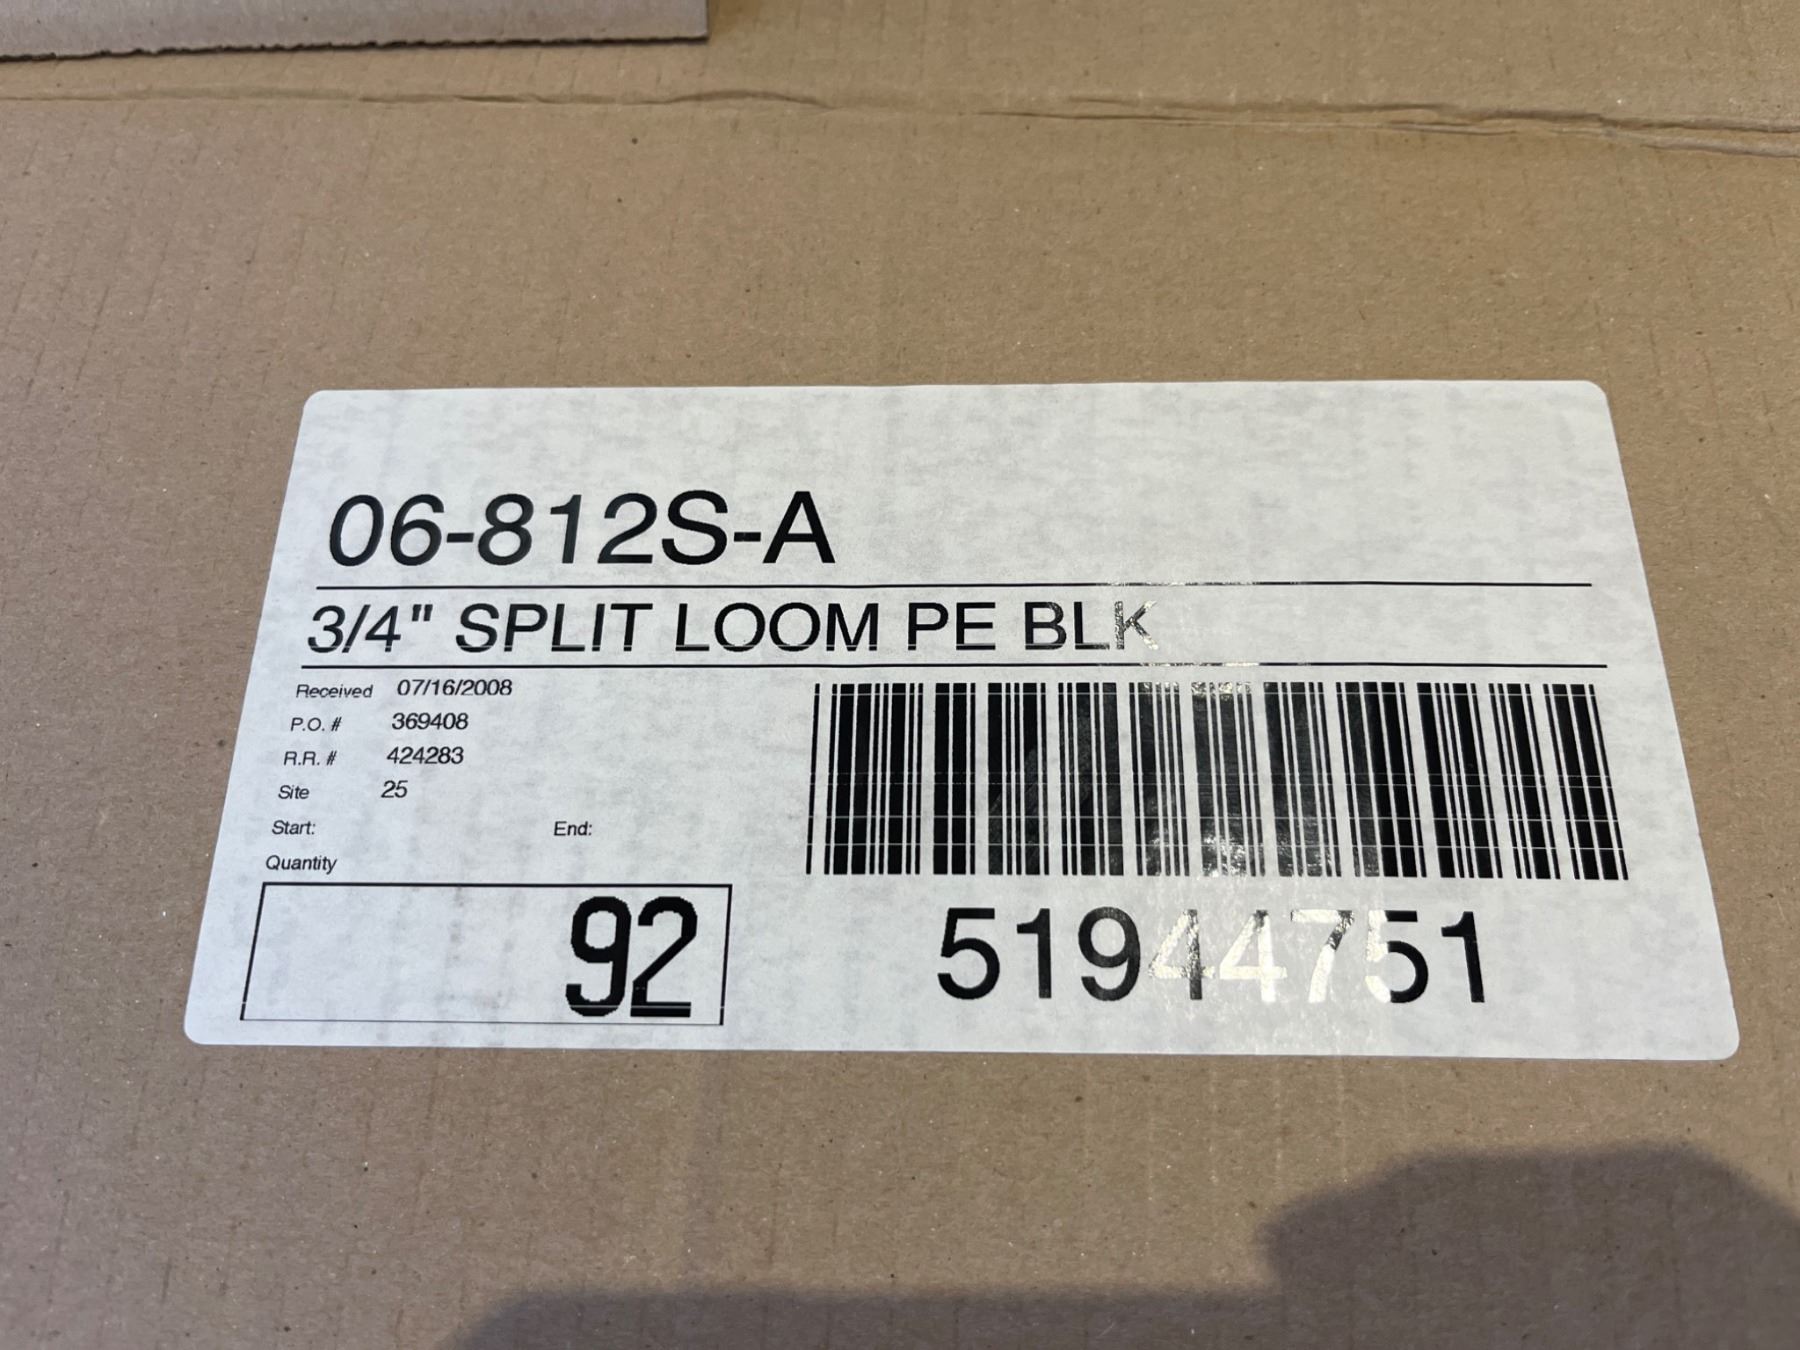 06-812S-A
3/4" SPLIT LOOM PE BLK
Received 07/16/2008
P.O. # 369408
R.R. # 424283
Site 25
Start: End:
Quantity
92
51944751